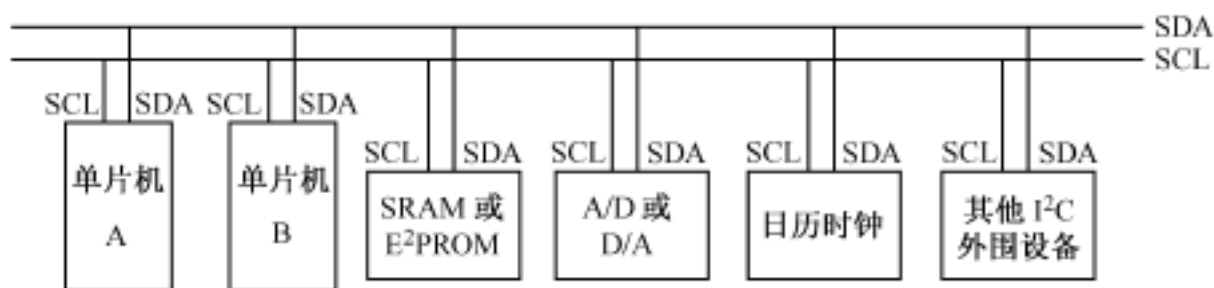 SDA
SCL
SCL SDA SCL SDA
单片机 A
单片机 B
SCL SDA SCL SDA SCL SDA SCL SDA
SRAM 或
E²PROM
A/D 或
D/A
日历时钟
其他 I²C
外围设备